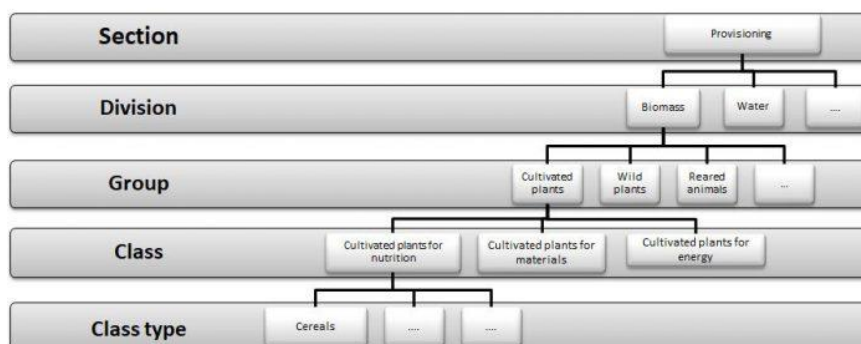 Section
Provisioning
Division
Biomass
Water
....
Group
Cultivated
plants
Wild
plants
Reared
animals
...
Class
Cultivated plants for
nutrition
Cultivated plants for
materials
Cultivated plants for
energy
Class type
Cereals
....
....